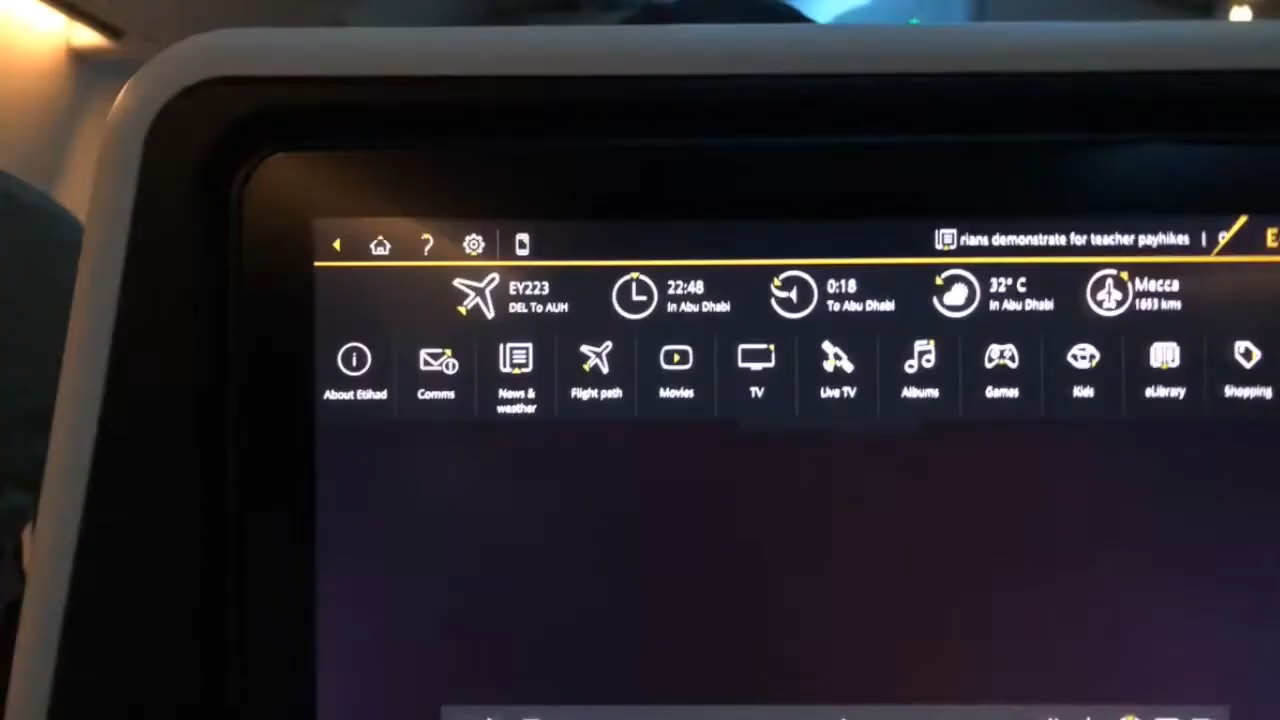 rians demonstrate for teacher payhikes |
EY223
DEL To AUH
22:48
In Abu Dhabi
0:18
To Abu Dhabi
32° C
In Abu Dhabi
Mecca
1693 kms
About Etihad
Comms
News &
weather
Flight path
Movies
TV
Live TV
Albums
Games
Kids
eLibrary
Shopping